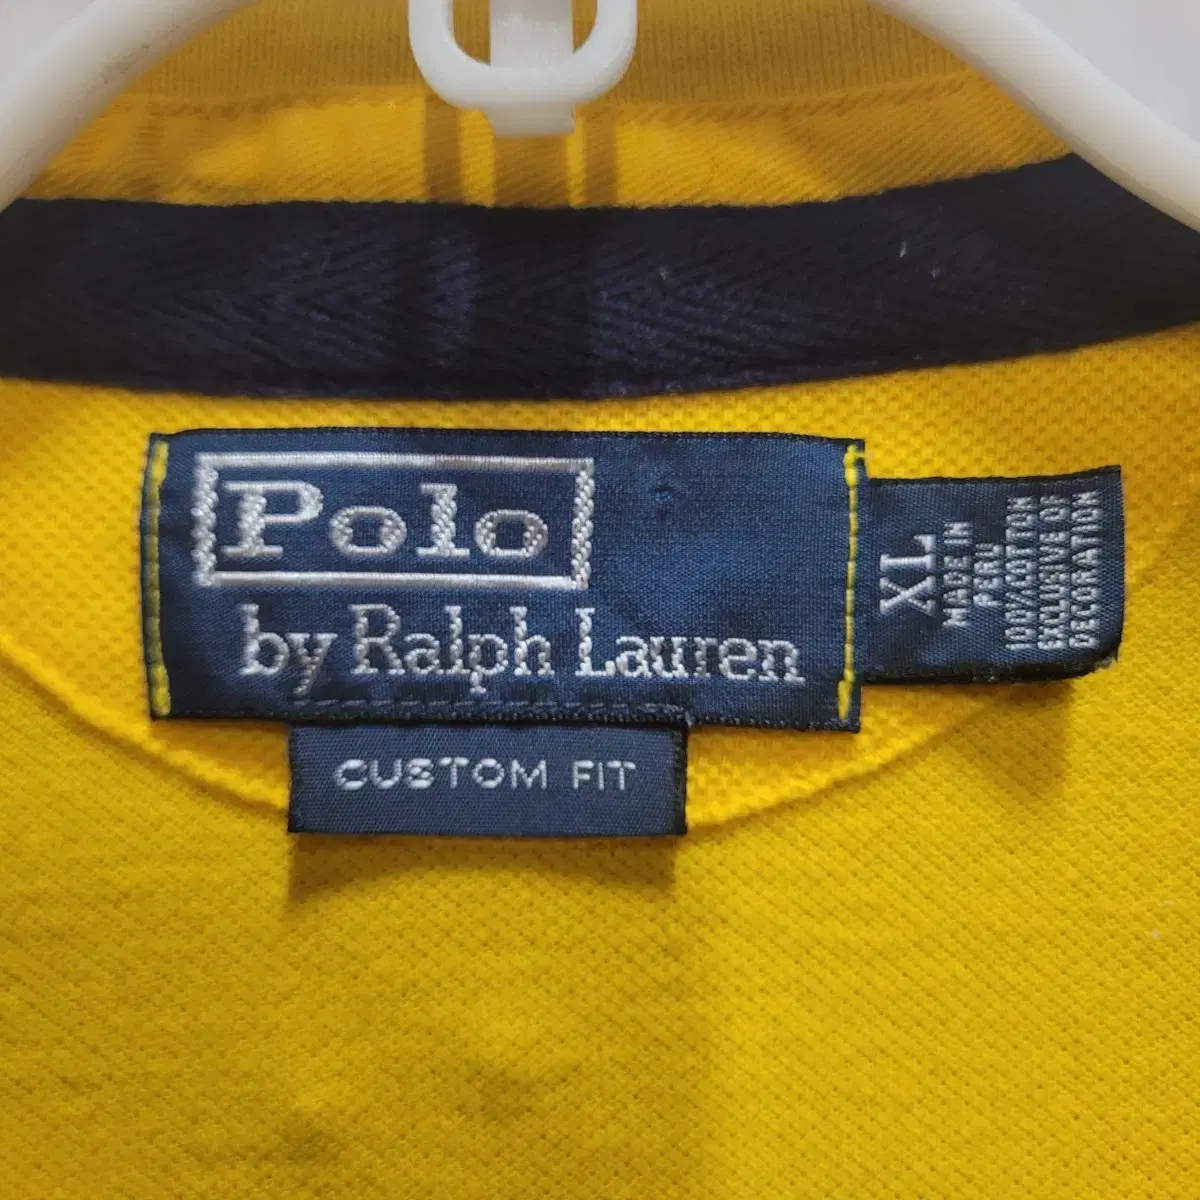 Polo
by Ralph Lauren
CUSTOM FIT
XL
MADE IN
PERU
100%COTTON
EXCLUSIVE OF
DECORATION